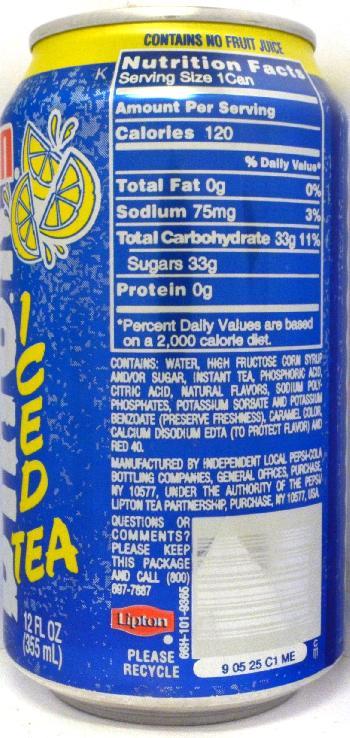 CONTAINS NO FRUIT JUICE
K
Nutrition Facts
Serving Size 1Can
Amount Per Serving
Calories 120
% Daily Value*
Total Fat 0g 0%
Sodium 75mg 3%
Total Carbohydrate 33g 11%
Sugars 33g
Protein 0g
*Percent Daily Values are based
on a 2,000 calorie diet.
CONTAINS: WATER, HIGH FRUCTOSE CORN SYRUP
AND/OR SUGAR, INSTANT TEA, PHOSPHORIC ACID,
CITRIC ACID, NATURAL FLAVORS, SODIUM POLY-
PHOSPHATES, POTASSIUM SORBATE AND POTASSIUM
BENZOATE (PRESERVE FRESHNESS), CARAMEL COLOR,
CALCIUM DISODIUM EDTA (TO PROTECT FLAVOR) AND
RED 40.
MANUFACTURED BY INDEPENDENT LOCAL PEPSI-COLA
BOTTLING COMPANIES, GENERAL OFFICES, PURCHASE,
NY 10577, UNDER THE AUTHORITY OF THE PEPSI/
LIPTON TEA PARTNERSHIP, PURCHASE, NY 10577, USA
QUESTIONS OR
COMMENTS?
PLEASE KEEP
THIS PACKAGE
AND CALL (800)
697-7887
Lipton
PLEASE
RECYCLE
66H-101-9365
9 05 25 C1 ME
ICED
TEA
12 FL OZ
(355 mL)